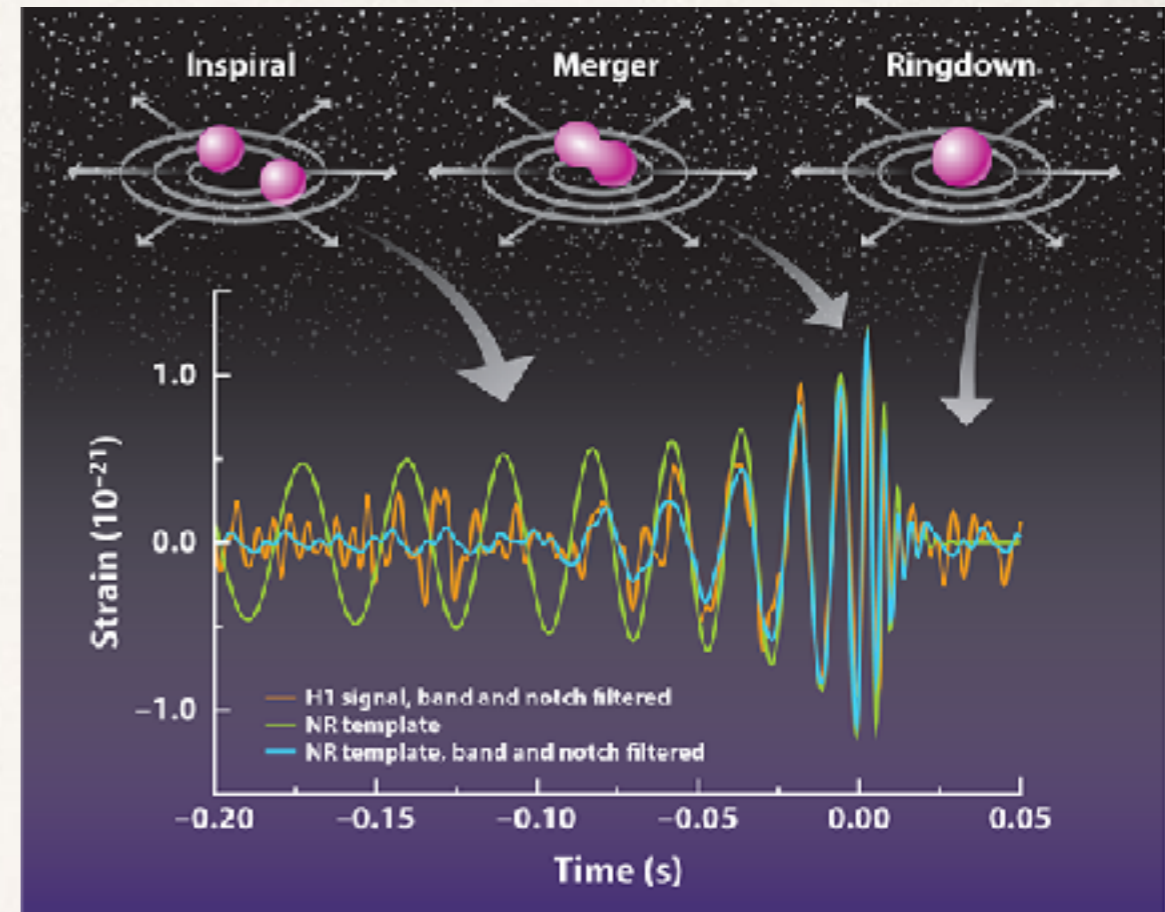 Inspiral Merger Ringdown
1.0
0.0
−1.0
Strain (10⁻²¹)
H1 signal, band and notch filtered
NR template
NR template, band and notch filtered
−0.20 −0.15 −0.10 −0.05 0.00 0.05
Time (s)